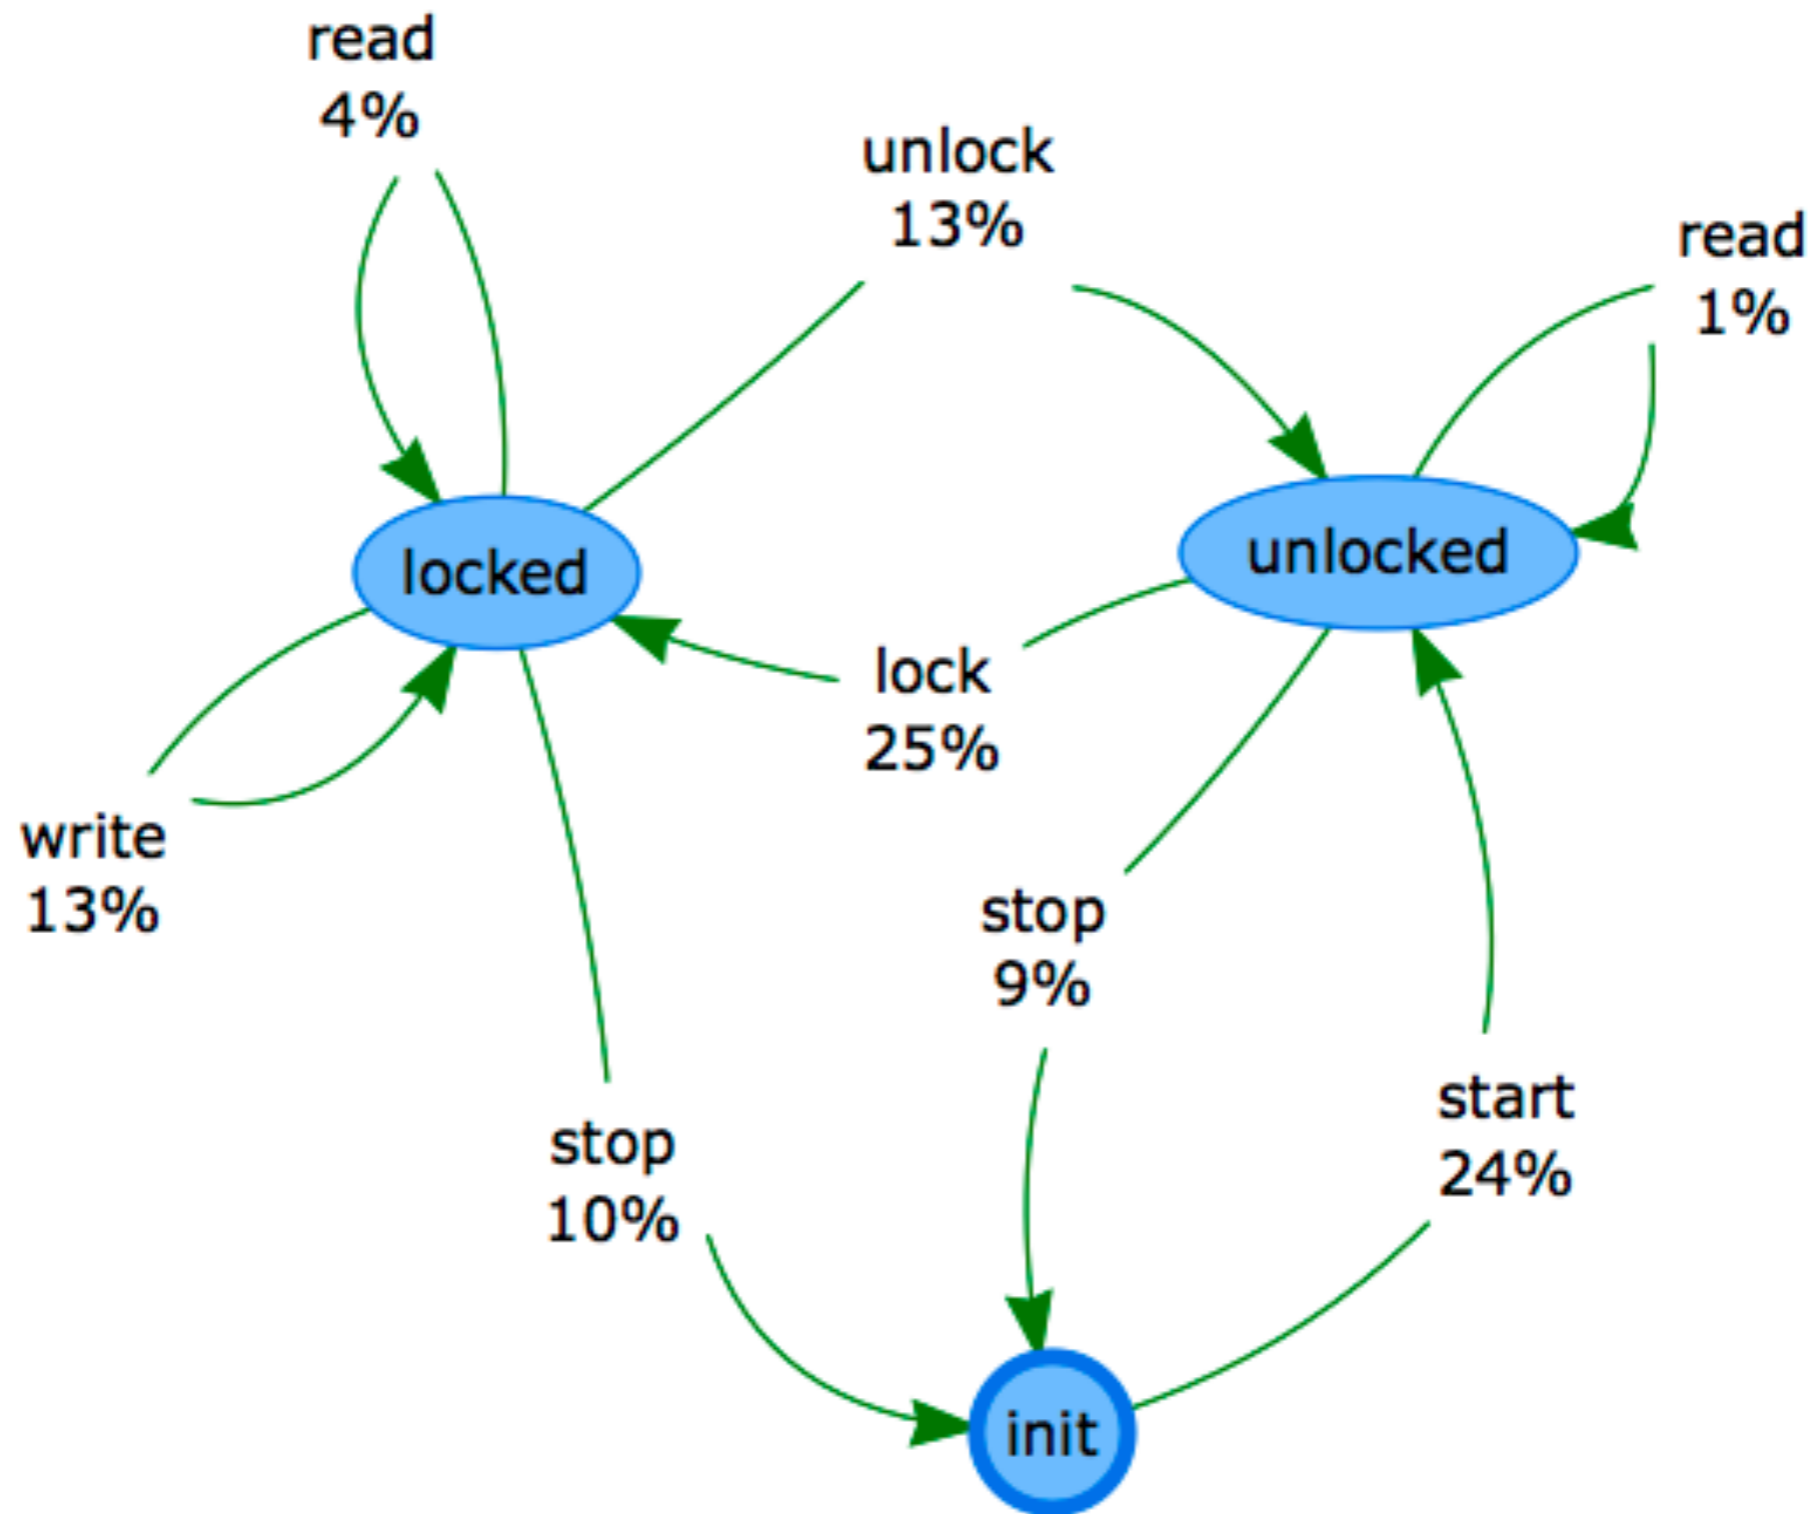 read
4%
unlock
13%
read
1%
locked
unlocked
lock
25%
write
13%
stop
9%
start
24%
stop
10%
init